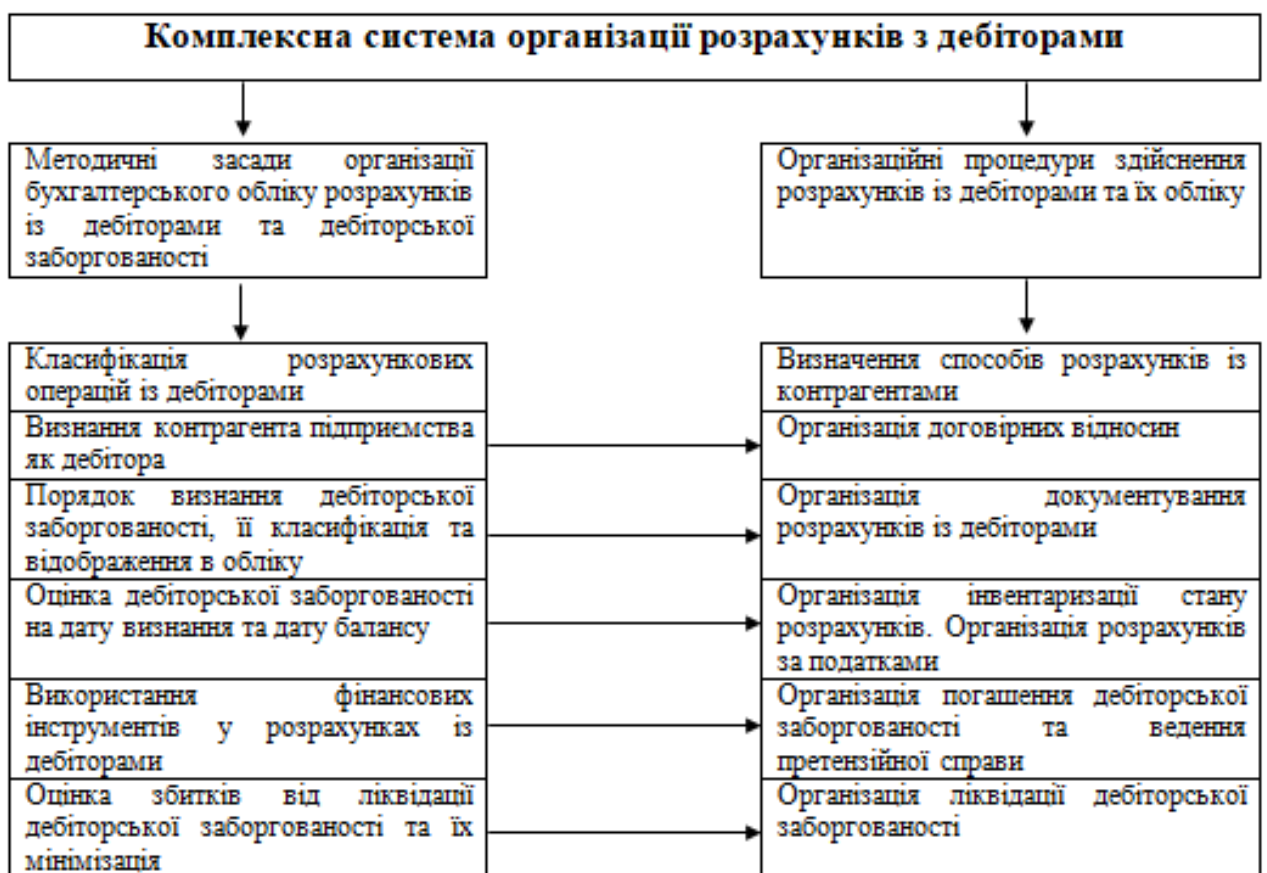 Комплексна система організації розрахунків з дебіторами
Методичні засади організації
бухгалтерського обліку розрахунків
із дебіторами та дебіторської
заборгованості
Організаційні процедури здійснення
розрахунків із дебіторами та їх обліку
Класифікація розрахункових
операцій із дебіторами
Визначення способів розрахунків із
контрагентами
Визнання контрагента підприємства
як дебітора
Організація договірних відносин
Порядок визнання дебіторської
заборгованості, її класифікація та
відображення в обліку
Організація документування
розрахунків із дебіторами
Оцінка дебіторської заборгованості
на дату визнання та дату балансу
Організація інвентаризації стану
розрахунків. Організація розрахунків
за податками
Використання фінансових
інструментів у розрахунках із
дебіторами
Організація погашення дебіторської
заборгованості та ведення
претензійної справи
Оцінка збитків від ліквідації
дебіторської заборгованості та їх
мінімізація
Організація ліквідації дебіторської
заборгованості